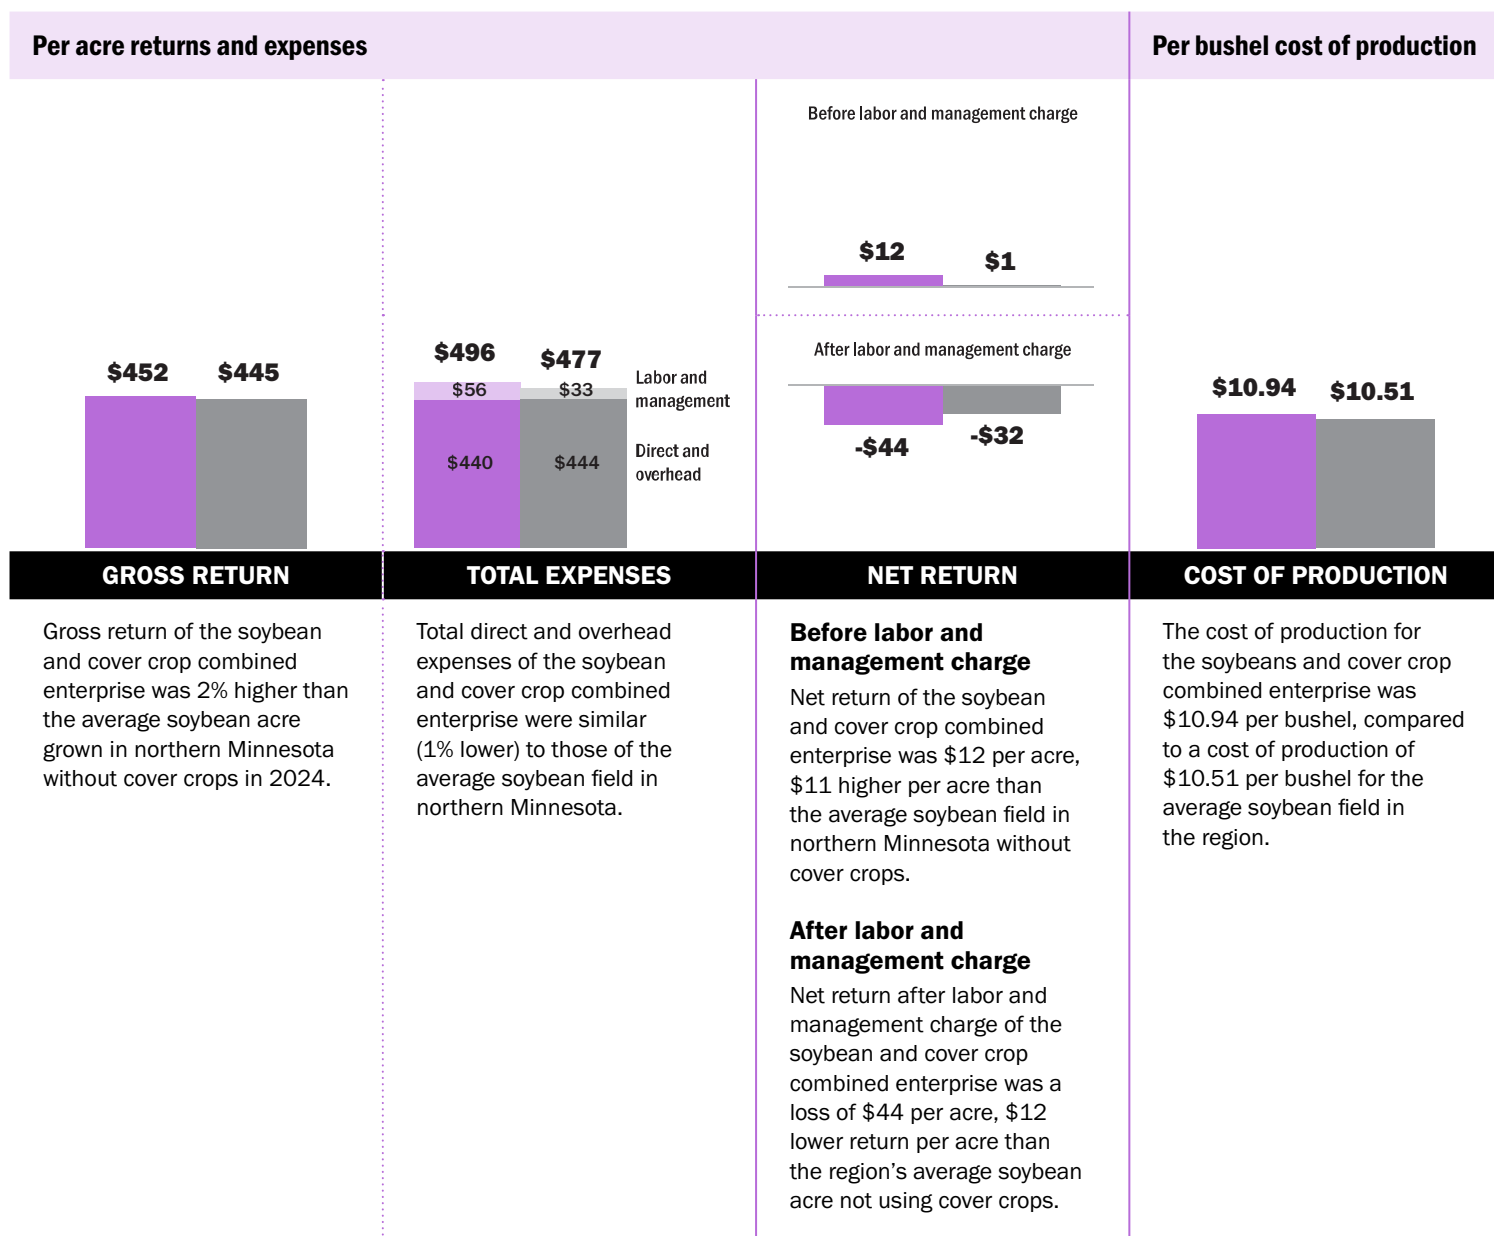 Per acre returns and expenses
Per bushel cost of production
$452
$445
$496
$477
$56
$33
Labor and
management
$440
$444
Direct and
overhead
Before labor and management charge
$12
$1
After labor and management charge
-$44
-$32
$10.94
$10.51
GROSS RETURN
TOTAL EXPENSES
NET RETURN
COST OF PRODUCTION
Gross return of the soybean
and cover crop combined
enterprise was 2% higher than
the average soybean acre
grown in northern Minnesota
without cover crops in 2024.
Total direct and overhead
expenses of the soybean
and cover crop combined
enterprise were similar
(1% lower) to those of the
average soybean field in
northern Minnesota.
Before labor and
management charge
Net return of the soybean
and cover crop combined
enterprise was $12 per acre,
$11 higher per acre than
the average soybean field in
northern Minnesota without
cover crops.
After labor and
management charge
Net return after labor and
management charge of the
soybean and cover crop
combined enterprise was a
loss of $44 per acre, $12
lower return per acre than
the region's average soybean
acre not using cover crops.
The cost of production for
the soybeans and cover crop
combined enterprise was
$10.94 per bushel, compared
to a cost of production of
$10.51 per bushel for the
average soybean field in
the region.